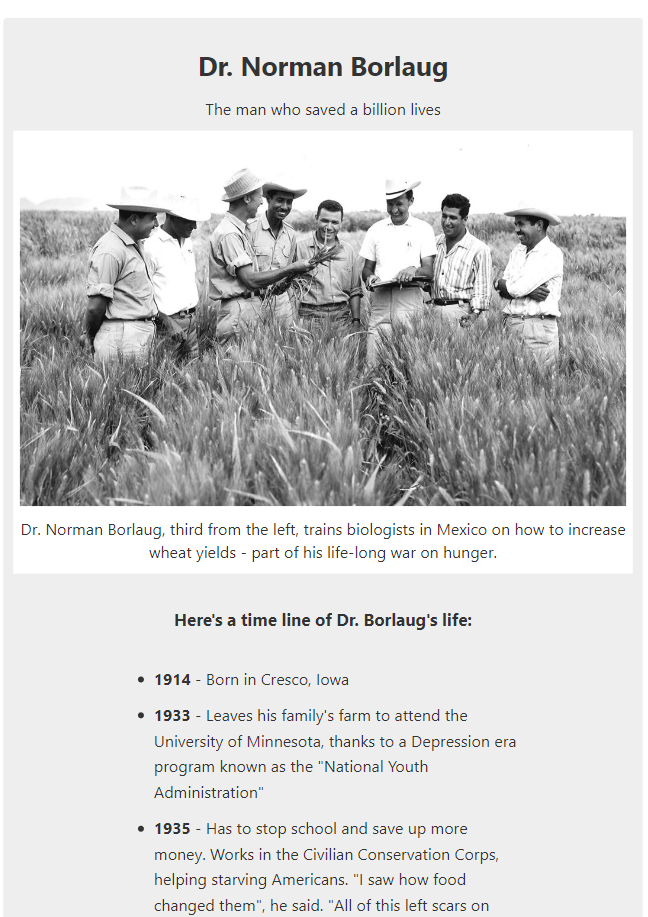 Dr. Norman Borlaug
The man who saved a billion lives
Dr. Norman Borlaug, third from the left, trains biologists in Mexico on how to increase
wheat yields - part of his life-long war on hunger.
Here's a time line of Dr. Borlaug's life:
• 1914 - Born in Cresco, Iowa
• 1933 - Leaves his family's farm to attend the
University of Minnesota, thanks to a Depression era
program known as the "National Youth
Administration"
• 1935 - Has to stop school and save up more
money. Works in the Civilian Conservation Corps,
helping starving Americans. "I saw how food
changed them", he said. "All of this left scars on